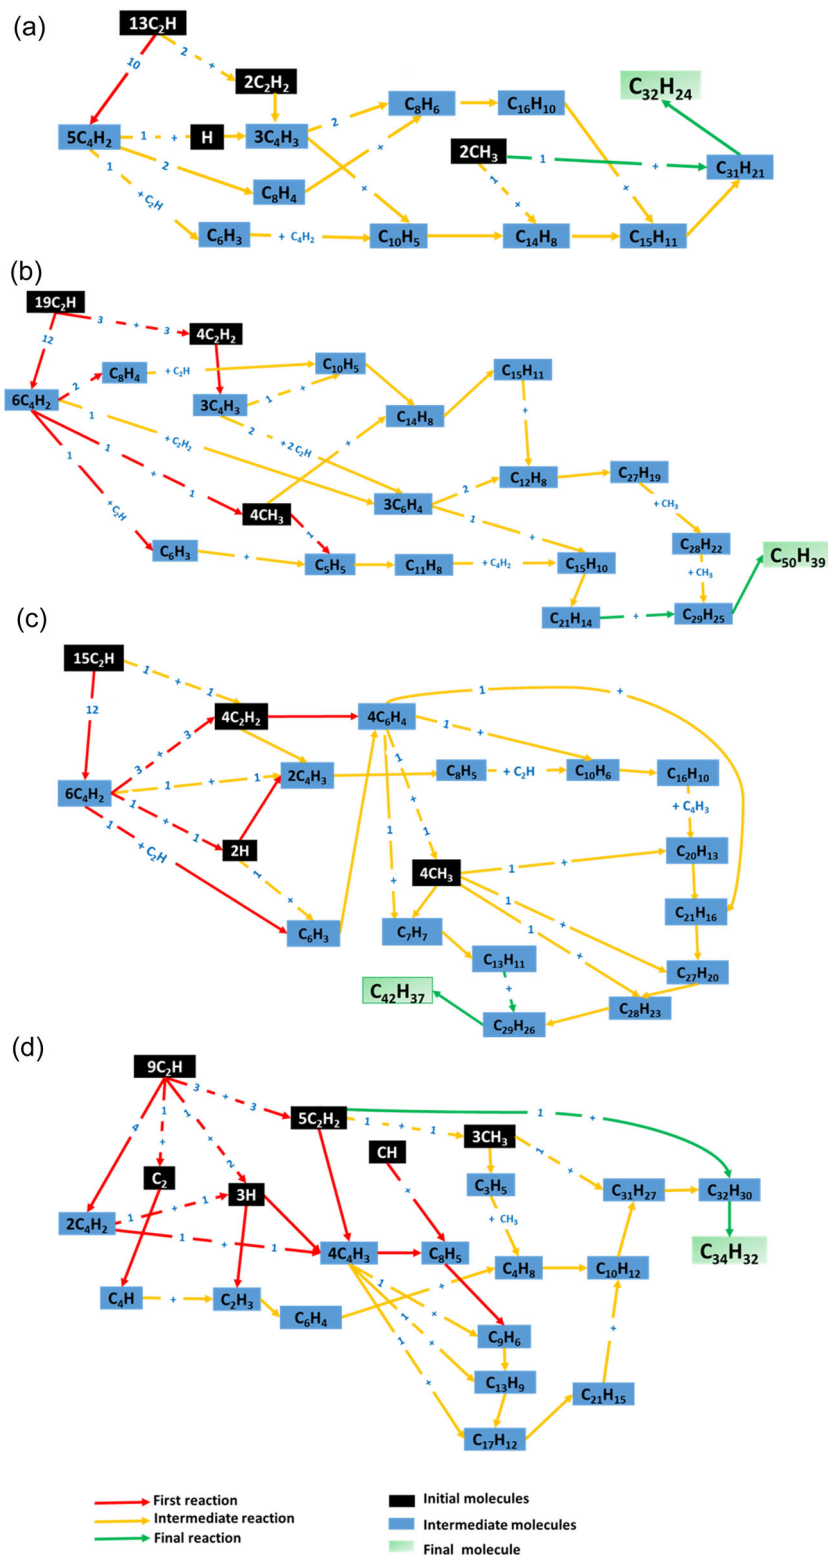 (a)
13C₂H
10
2
+
2C₂H₂
C₈H₆
C₁₆H₁₀
C₃₂H₂₄
5C₄H₂
1
+
H
3C₄H₃
2
2CH₃
1
+
C₃₁H₂₁
2
+
1
+ C₂H
C₈H₄
+
1
+
+
C₆H₃
+ C₄H₂
C₁₀H₅
C₁₄H₈
C₁₅H₁₁
(b)
19C₂H
3
+
3
4C₂H₂
12
C₈H₄
+ C₂H
C₁₀H₅
C₁₅H₁₁
2
6C₄H₂
3C₄H₃
1
+
C₁₄H₈
1
+ C₂H₂
2
+2 C₂H
+
+
1
+
1
1
+C₂H
4CH₃
1
3C₆H₄
2
C₁₂H₈
C₂₇H₁₉
1
+
+ CH₃
C₂₈H₂₂
C₅₀H₃₉
C₆H₃
+
C₅H₅
C₁₁H₈
+ C₄H₂
C₁₅H₁₀
+ CH₃
C₂₁H₁₄
+
C₂₉H₂₅
(c)
15C₂H
1
+
1
12
4C₂H₂
4C₆H₄
1
+
3
+
3
1
+
6C₄H₂
1
+
1
2C₄H₃
C₈H₅
+ C₂H
C₁₀H₆
C₁₆H₁₀
1
+
1
1
+
1
+ C₄H₃
1
+ C₂H
2H
1
+
1
+
4CH₃
1
+
C₂₀H₁₃
1
+
C₂₁H₁₆
C₆H₃
C₇H₇
1
+
C₁₃H₁₁
C₂₇H₂₀
C₄₂H₃₇
+
C₂₉H₂₆
C₂₈H₂₃
(d)
9C₂H
3
+
3
5C₂H₂
1
+
1
+
4
1
+
1
+
2
1
3CH₃
1
+
CH
C₂
3H
+
C₃H₅
C₃₁H₂₇
C₃₂H₃₀
2C₄H₂
1
+
1
+ CH₃
+
1
4C₄H₃
C₈H₅
C₄H₈
C₁₀H₁₂
C₃₄H₃₂
C₄H
+
C₂H₃
C₆H₄
+
1
+
C₉H₆
+
1
+
1
+
C₁₃H₉
C₂₁H₁₅
C₁₇H₁₂
First reaction
Intermediate reaction
Final reaction
Initial molecules
Intermediate molecules
Final molecule